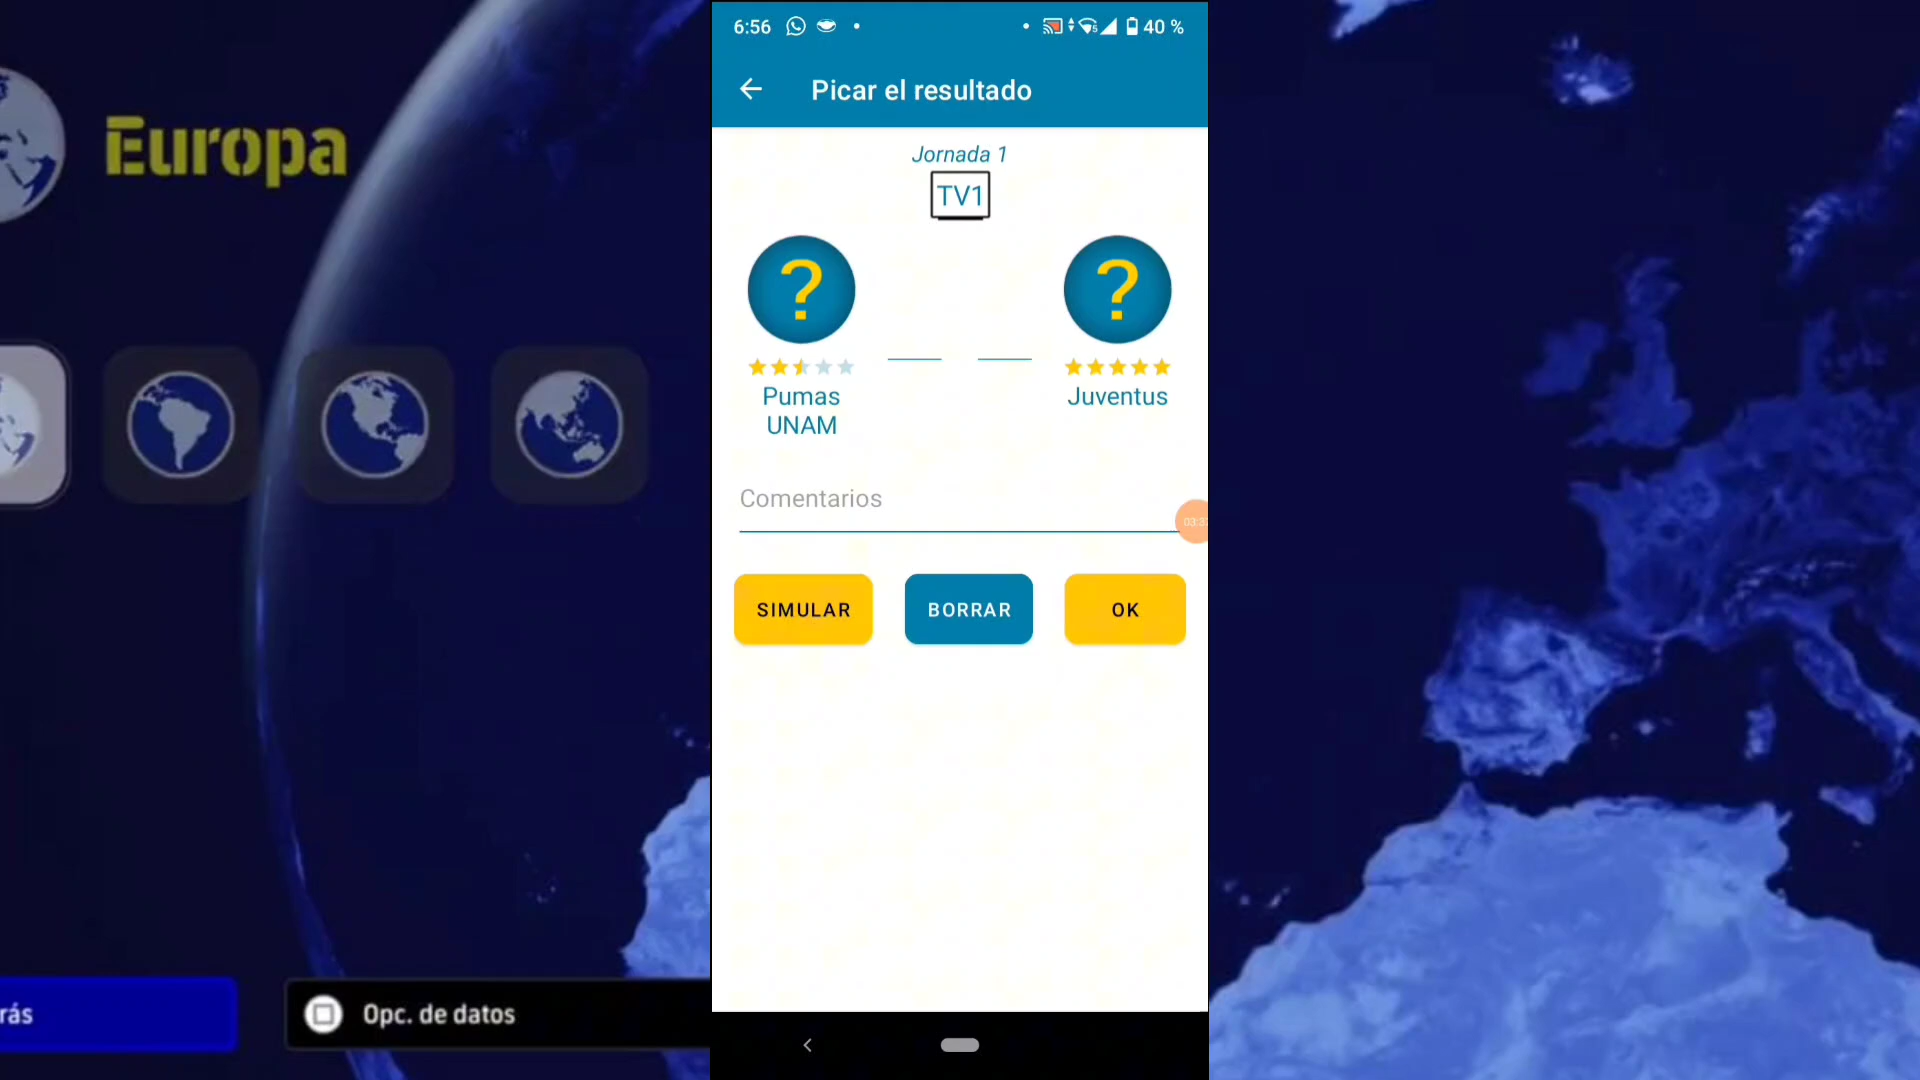 6:56
40 %
Picar el resultado
Europa
Jornada 1
TV1
?
?
Pumas
UNAM
Juventus
Comentarios
SIMULAR
BORRAR
OK
rás
Opc. de datos